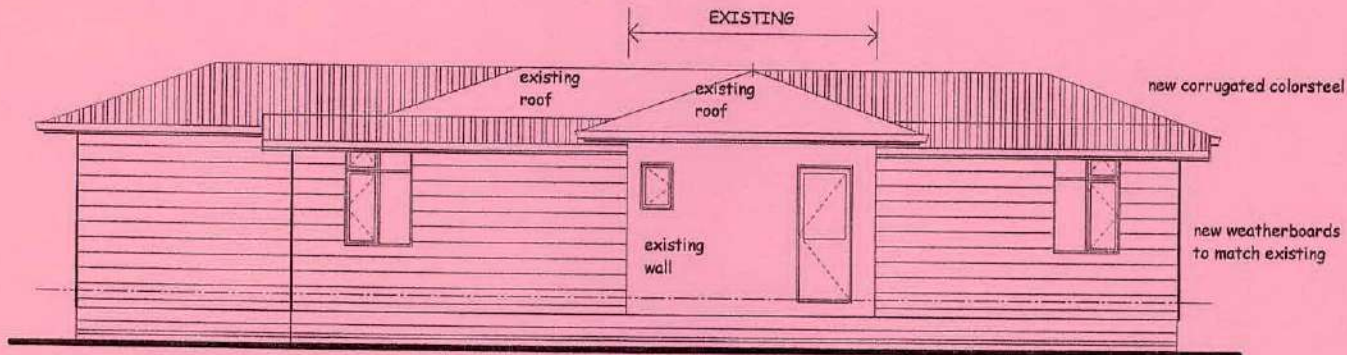 EXISTING
existing
roof
existing
roof
new corrugated colorsteel
existing
wall
new weatherboards
to match existing